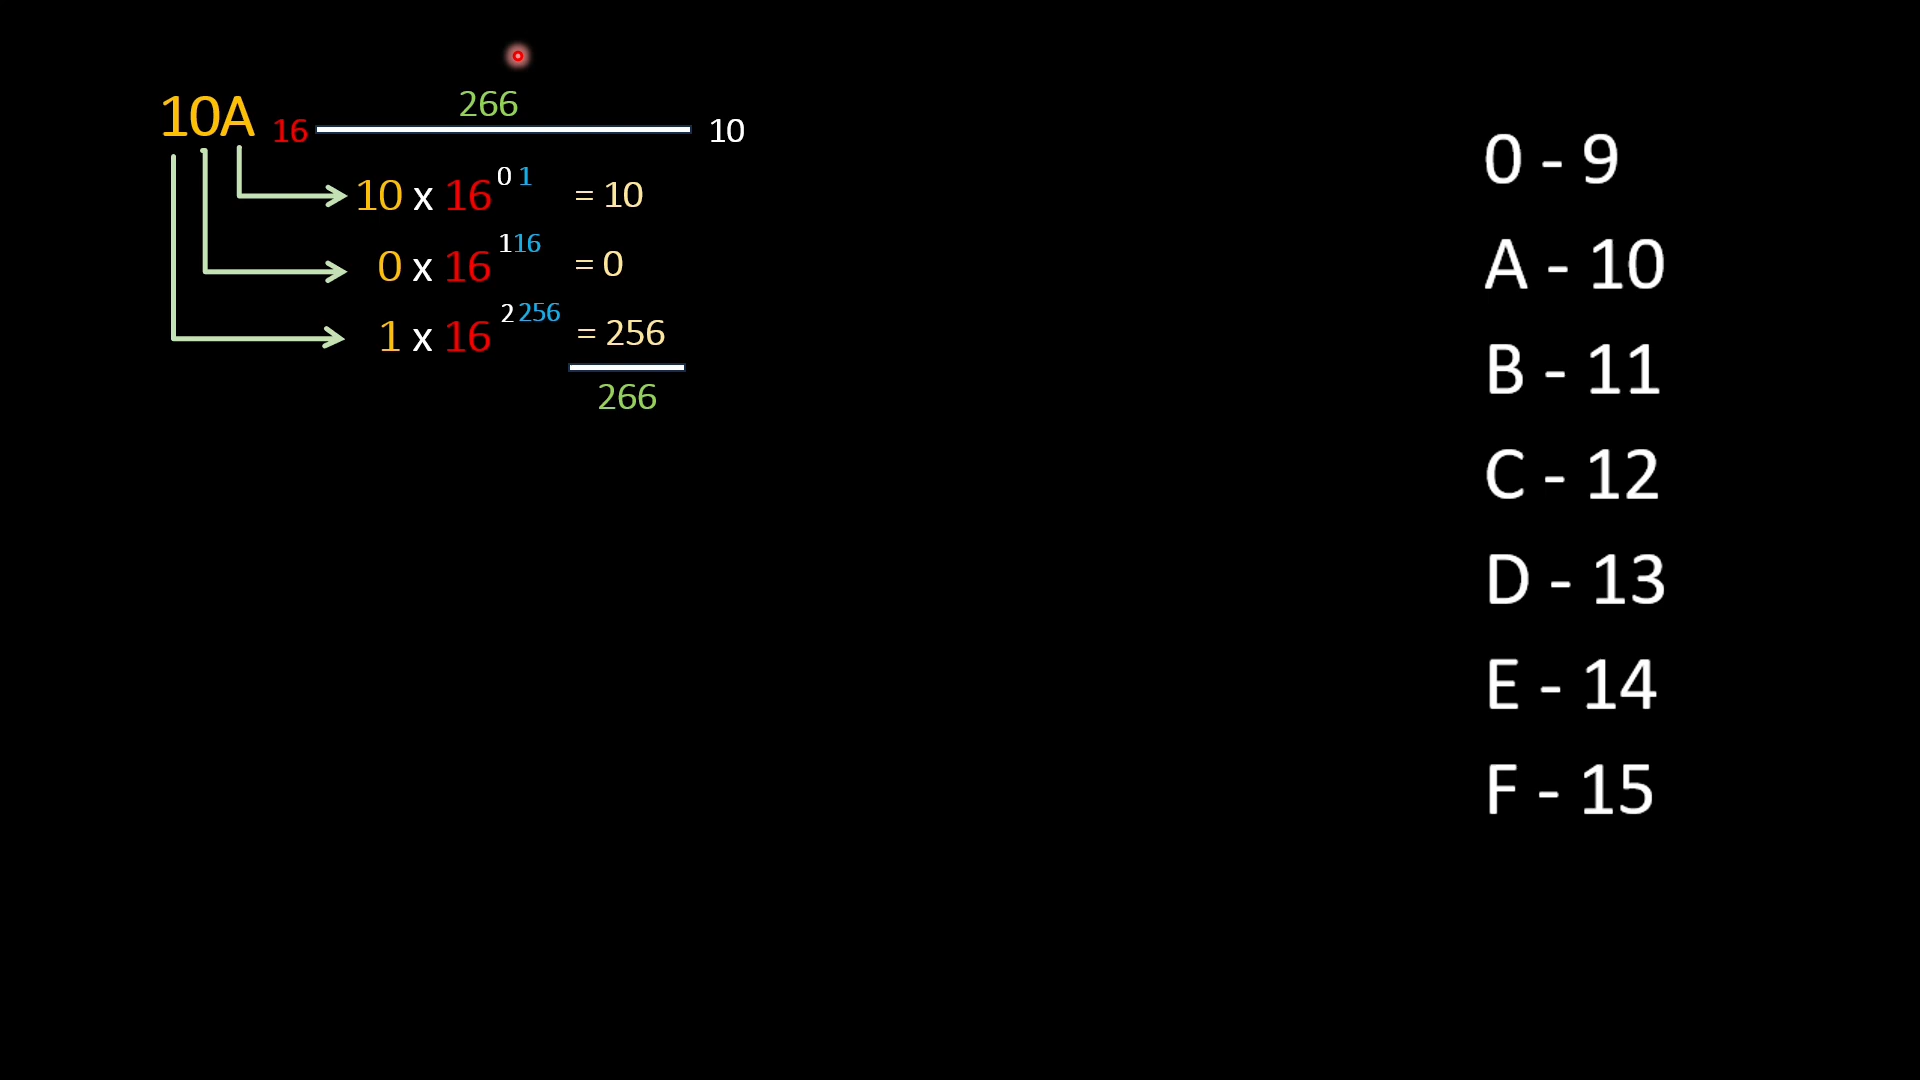 10A 16 266 10
10 x 16 0 1 = 10
0 x 16 1 16 = 0
1 x 16 2 256 = 256
266
0 - 9
A - 10
B - 11
C - 12
D - 13
E - 14
F - 15